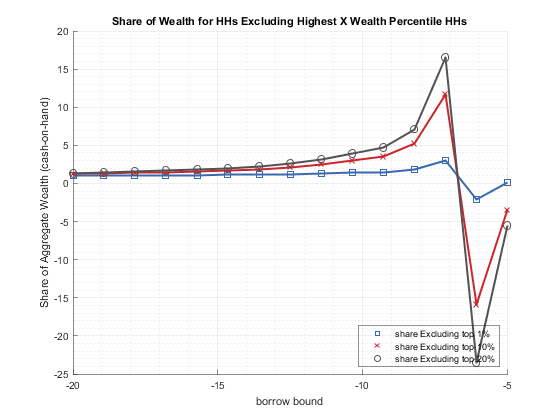 Share of Wealth for HHs Excluding Highest X Wealth Percentile HHs
20
15
10
5
0
-5
-10
-15
-20
-25
Share of Aggregate Wealth (cash-on-hand)
share Excluding top 1%
share Excluding top 10%
share Excluding top 20%
-20
-15
-10
-5
borrow bound